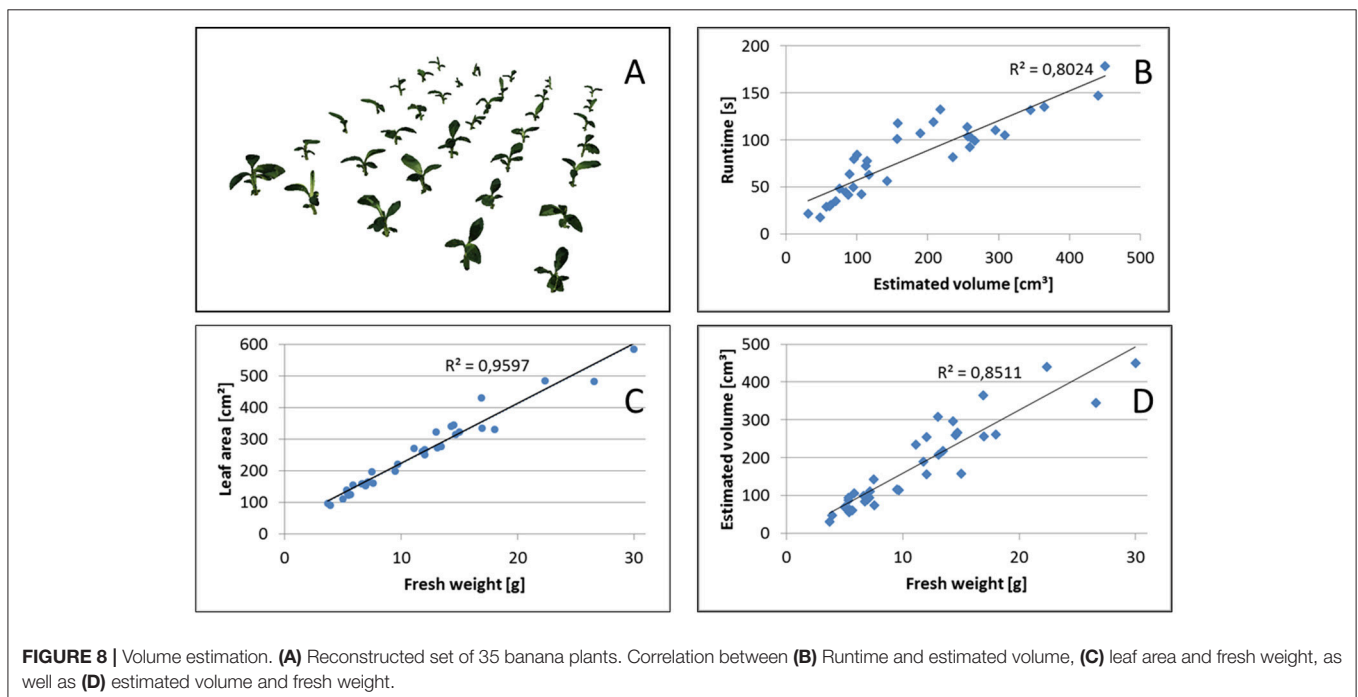 A
B
R² = 0,8024
Runtime [s]
200
150
100
50
0
0 100 200 300 400 500
Estimated volume [cm³]
C
R² = 0,9597
Leaf area [cm²]
600
500
400
300
200
100
0
0 10 20 30
Fresh weight [g]
D
R² = 0,8511
Estimated volume [cm³]
500
400
300
200
100
0
0 10 20 30
Fresh weight [g]
FIGURE 8 | Volume estimation. (A) Reconstructed set of 35 banana plants. Correlation between (B) Runtime and estimated volume, (C) leaf area and fresh weight, as
well as (D) estimated volume and fresh weight.